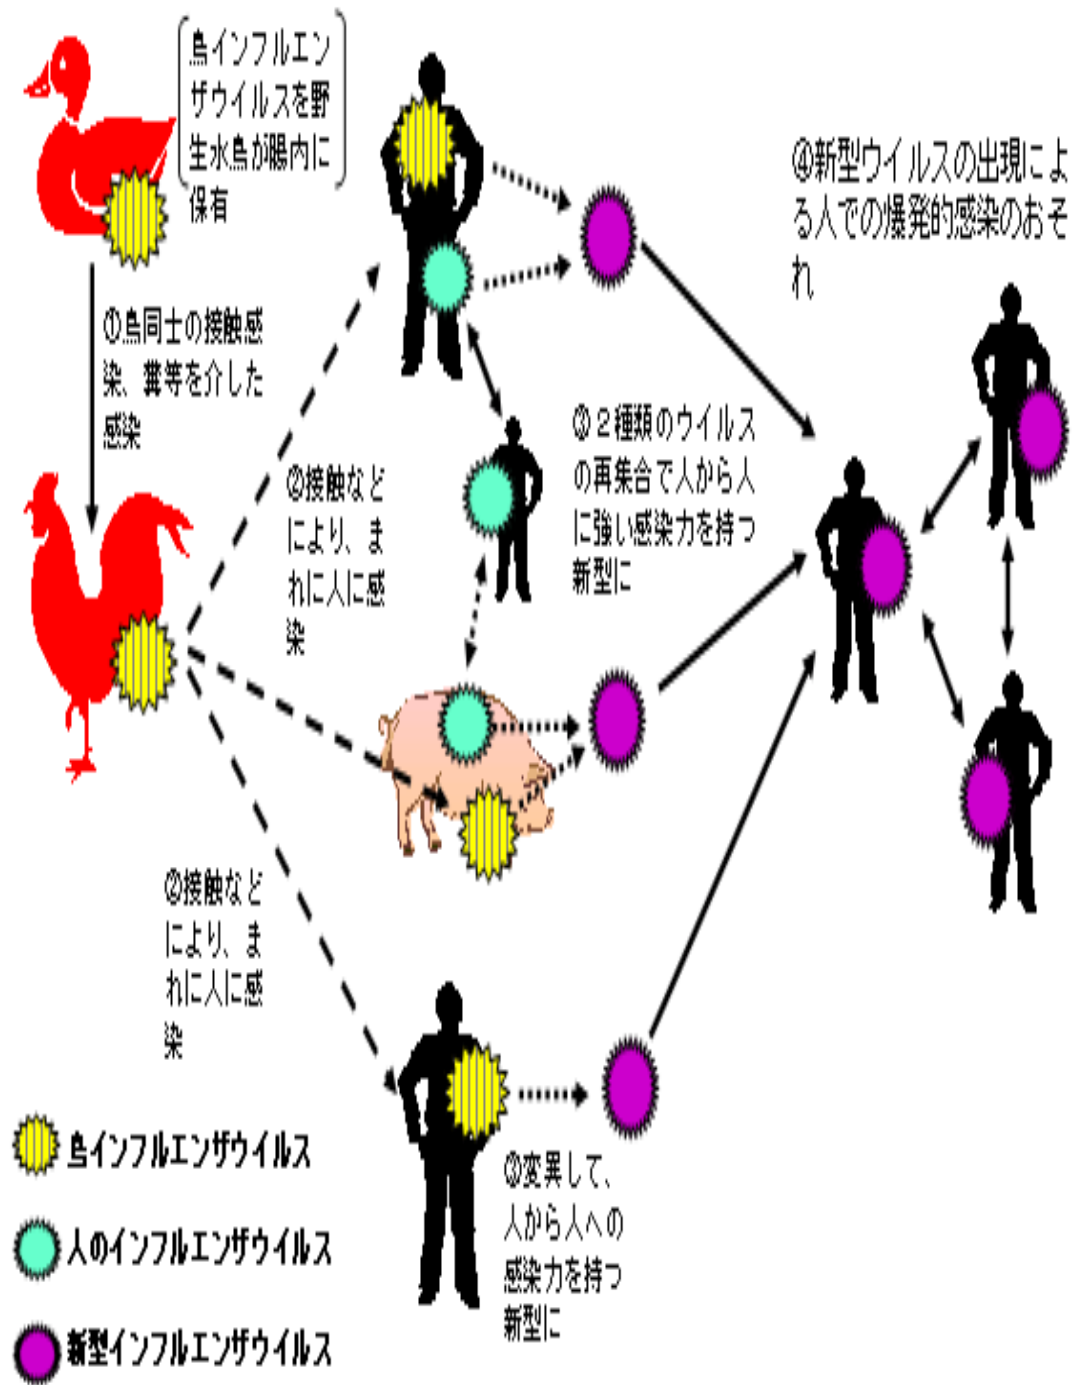 鳥インフルエン
ザウイルスを野
生水鳥が腸内に
保有
①鳥同士の接触感
染、糞等を介した
感染
②接触など
により、ま
れに人に感
染
③２種類のウイルス
の再集合で人から人
に強い感染力を持つ
新型に
④新型ウイルスの出現によ
る人での爆発的感染のおそ
れ
②接触など
により、ま
れに人に感
染
③変異して、
人から人への
感染力を持つ
新型に
鳥インフルエンザウイルス
人のインフルエンザウイルス
新型インフルエンザウイルス